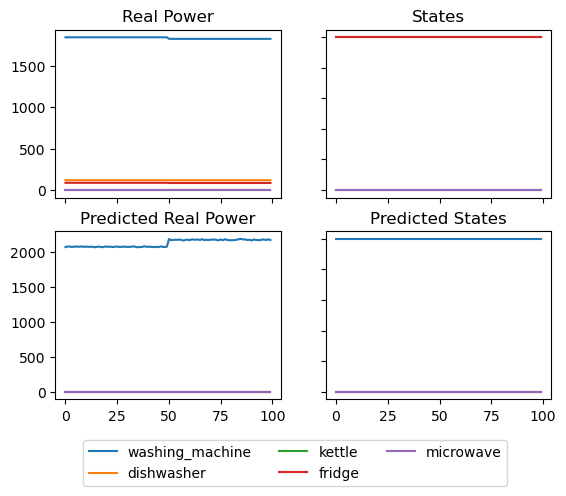 Real Power
States
1500
1000
500
0
Predicted Real Power
Predicted States
2000
1500
1000
500
0
0 25 50 75 100
0 25 50 75 100
washing_machine kettle microwave
dishwasher fridge